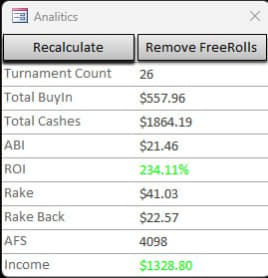 Analitics
Recalculate Remove FreeRolls
Turnament Count 26
Total BuyIn $557.96
Total Cashes $1864.19
ABI $21.46
ROI 234.11%
Rake $41.03
Rake Back $22.57
AFS 4098
Income $1328.80